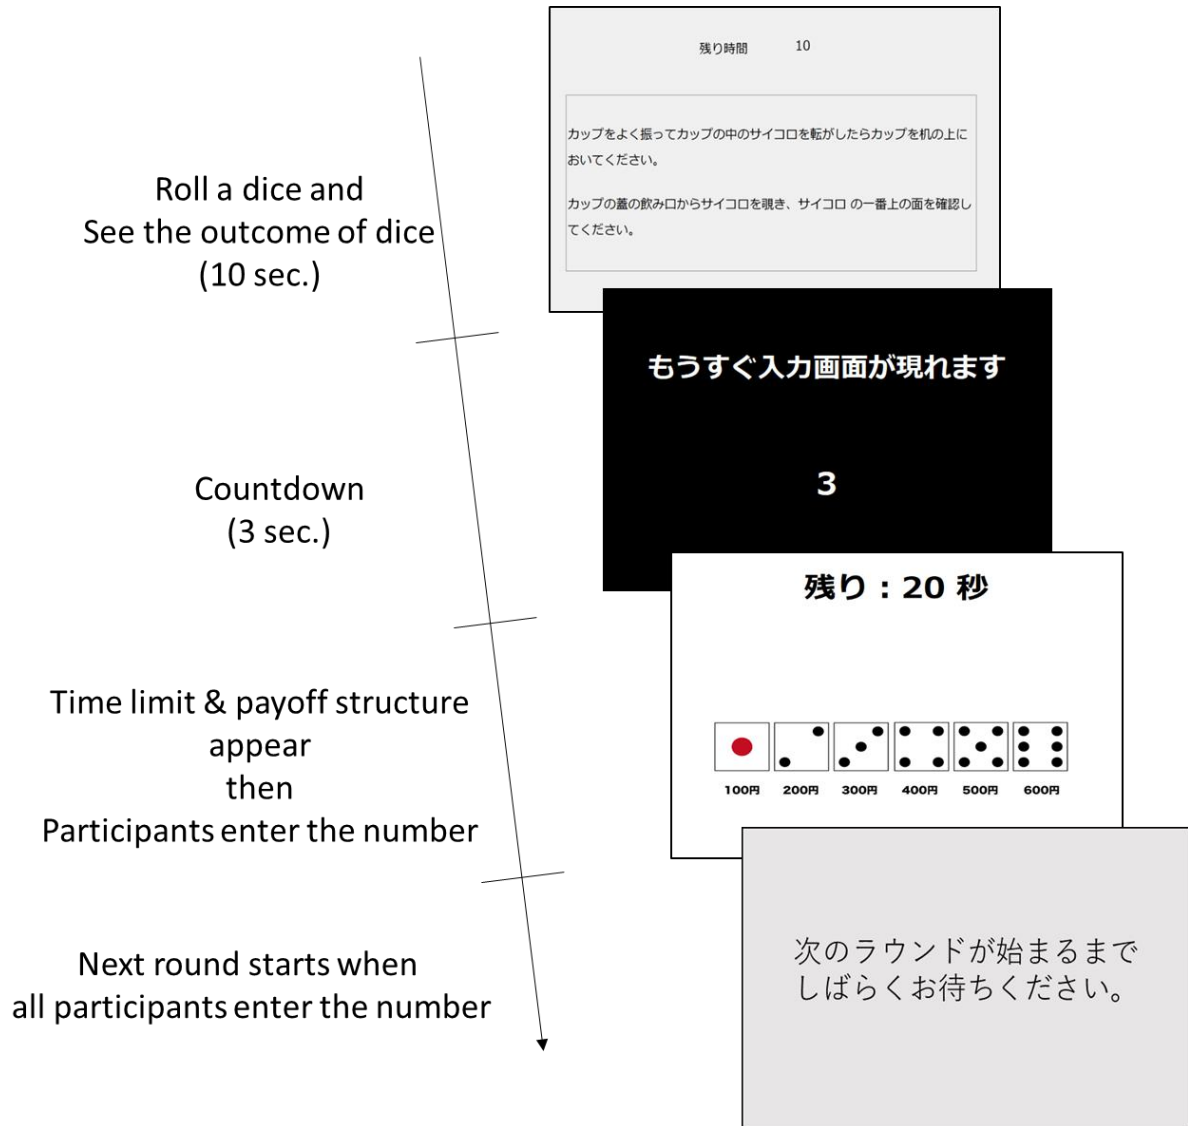 残り時間 10
カップをよく振ってカップの中のサイコロを転がしたらカップを机の上に
おいてください。
カップの蓋の飲み口からサイコロを覗き、サイコロ の一番上の面を確認し
てください。
Roll a dice and
See the outcome of dice
(10 sec.)
もうすぐ入力画面が現れます
3
Countdown
(3 sec.)
残り：20 秒
100円 200円 300円 400円 500円 600円
Time limit & payoff structure
appear
then
Participants enter the number
次のラウンドが始まるまで
しばらくお待ちください。
Next round starts when
all participants enter the number